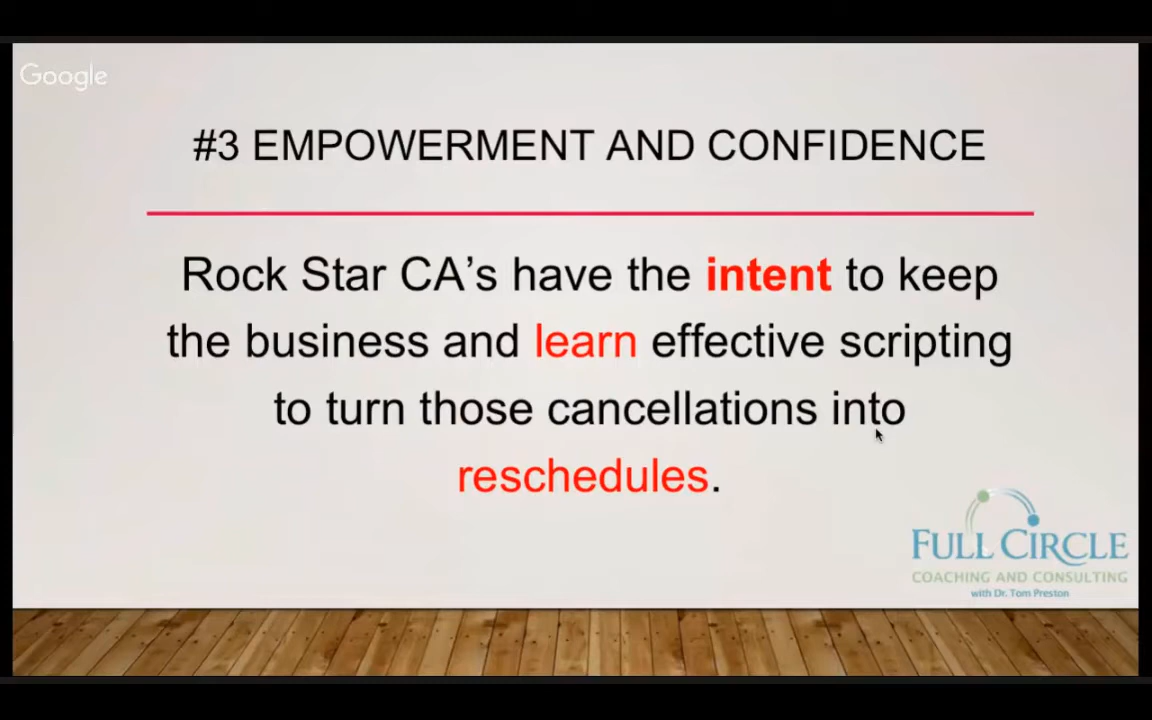 Google
#3 EMPOWERMENT AND CONFIDENCE
Rock Star CA’s have the intent to keep
the business and learn effective scripting
to turn those cancellations into
reschedules.
FULL CIRCLE
COACHING AND CONSULTING
with Dr. Tom Preston